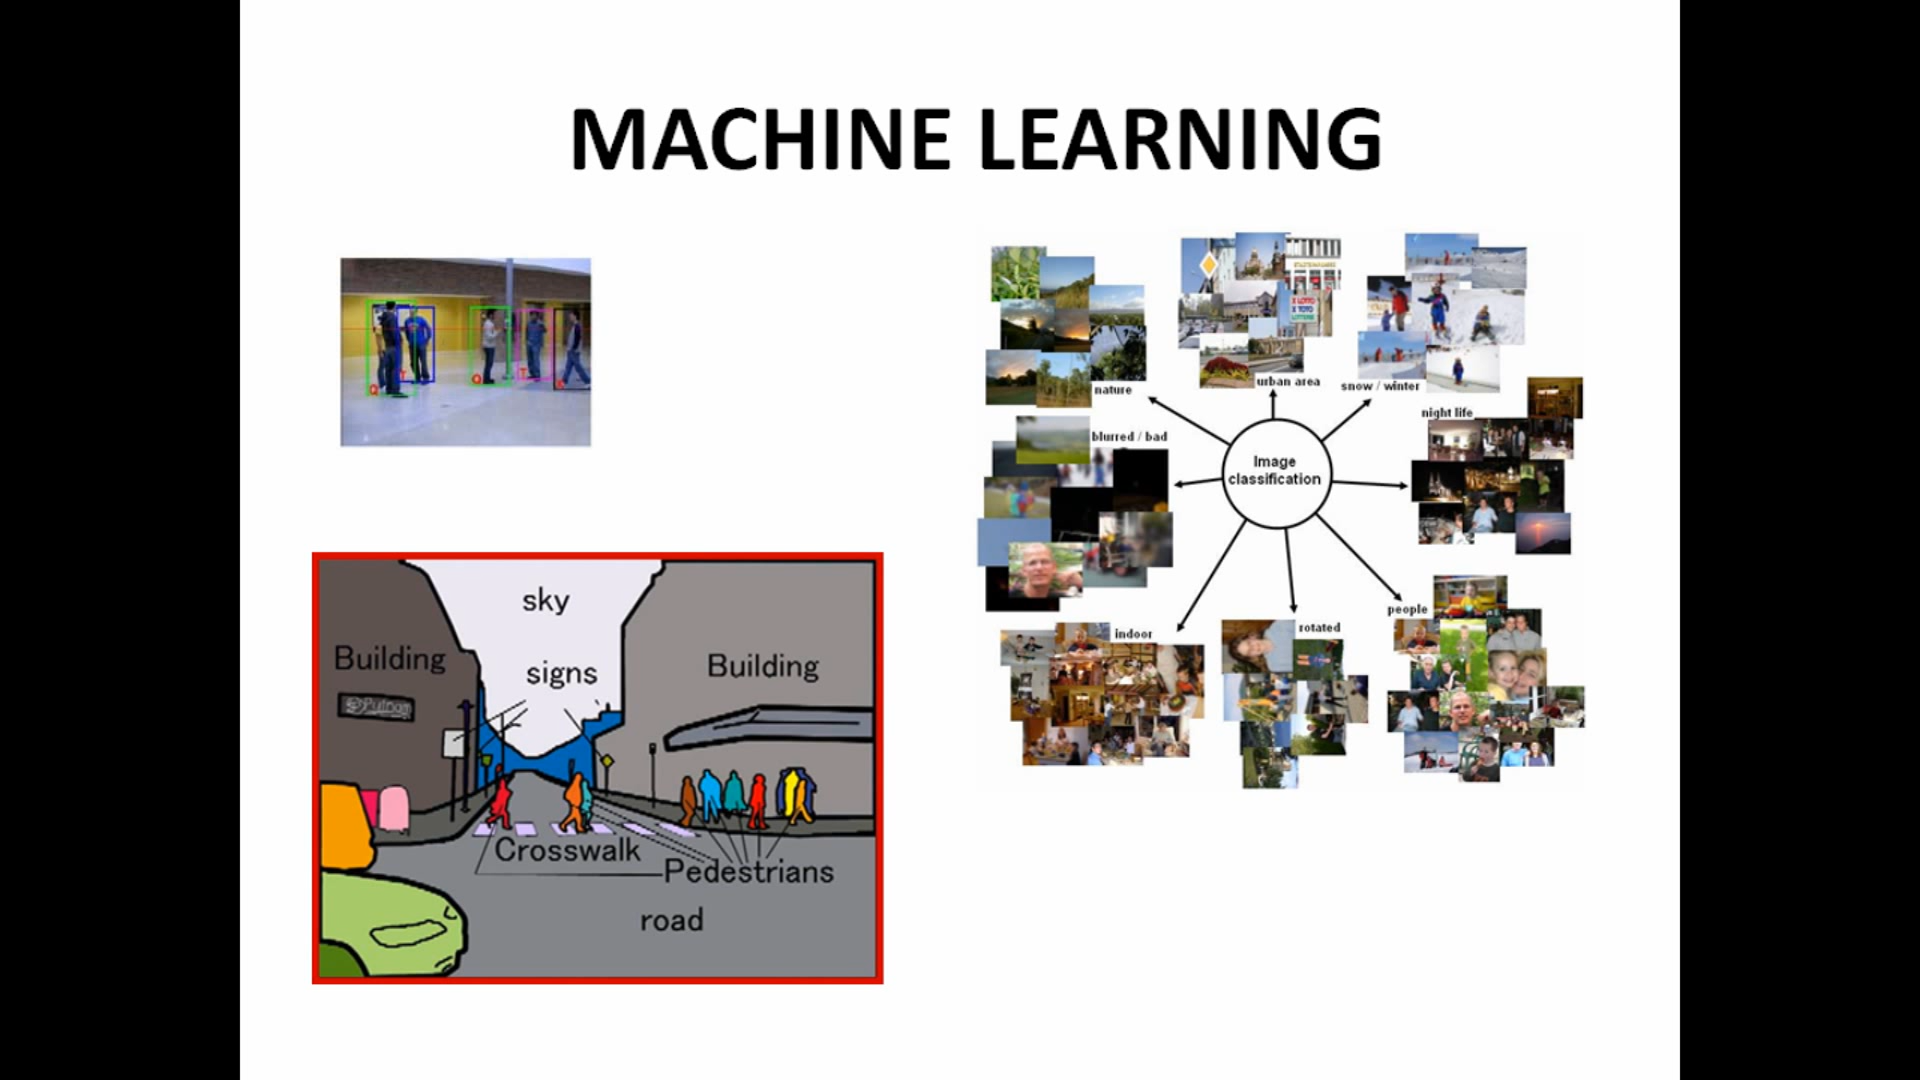 MACHINE LEARNING
Q
T
Q
T
nature
urban area
snow / winter
night life
blurred / bad
Image
classification
people
indoor
rotated
sky
Building
signs
Building
Putnam
Crosswalk
Pedestrians
road